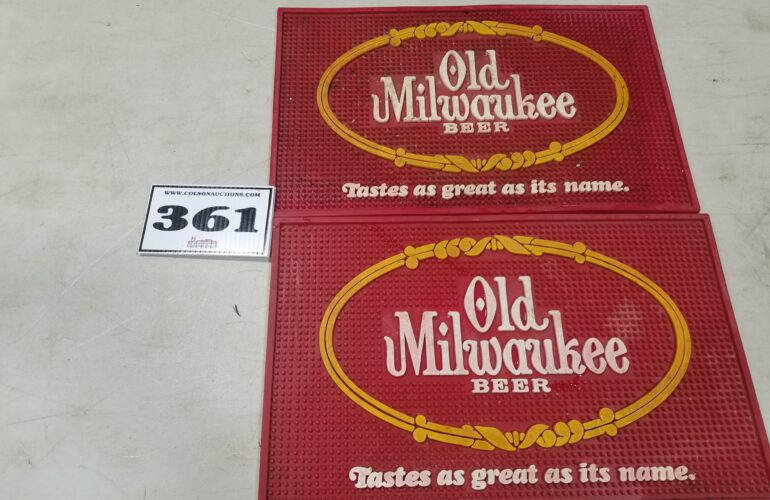 Old
Milwaukee
BEER
Tastes as great as its name.
WWW.COLSONAUCTIONS.COM
361
Old
Milwaukee
BEER
Tastes as great as its name.